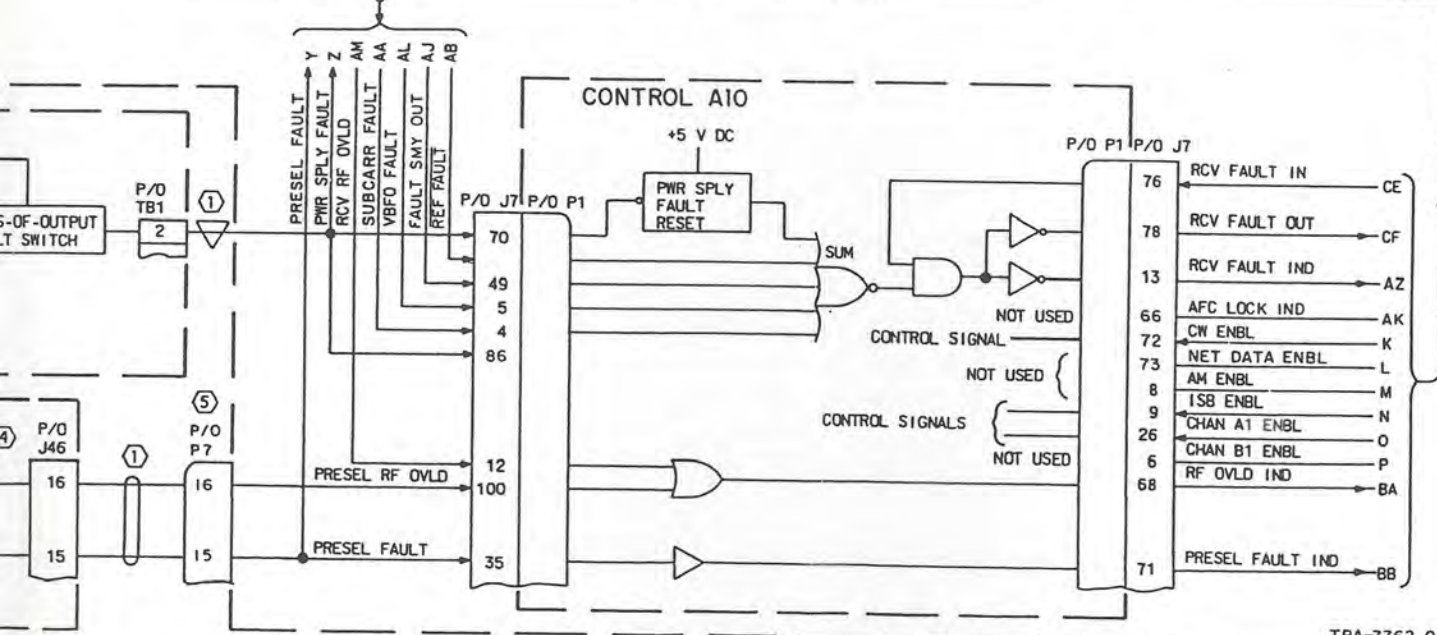 Y Z AM AA AL AJ AB
PRESEL FAULT
PWR SPLY FAULT
RCV RF OVLD
SUBCARR FAULT
VBFO FAULT
FAULT SMY OUT
REF FAULT
CONTROL A10
+5 V DC
PWR SPLY
FAULT
RESET
SUM
P/O J7 P/O P1
70
49
5
4
86
12
100
35
P/O
TB1
2
1
S-OF-OUTPUT
LT SWITCH
4
P/O
J46
16
15
1
5
P/O
P7
16
15
PRESEL RF OVLD
PRESEL FAULT
NOT USED
CONTROL SIGNAL
NOT USED
CONTROL SIGNALS
NOT USED
P/O P1 P/O J7
76 RCV FAULT IN CE
78 RCV FAULT OUT CF
13 RCV FAULT IND AZ
66 AFC LOCK IND AK
72 CW ENBL K
73 NET DATA ENBL L
8 AM ENBL M
9 ISB ENBL N
26 CHAN A1 ENBL O
6 CHAN B1 ENBL P
68 RF OVLD IND BA
71 PRESEL FAULT IND BB